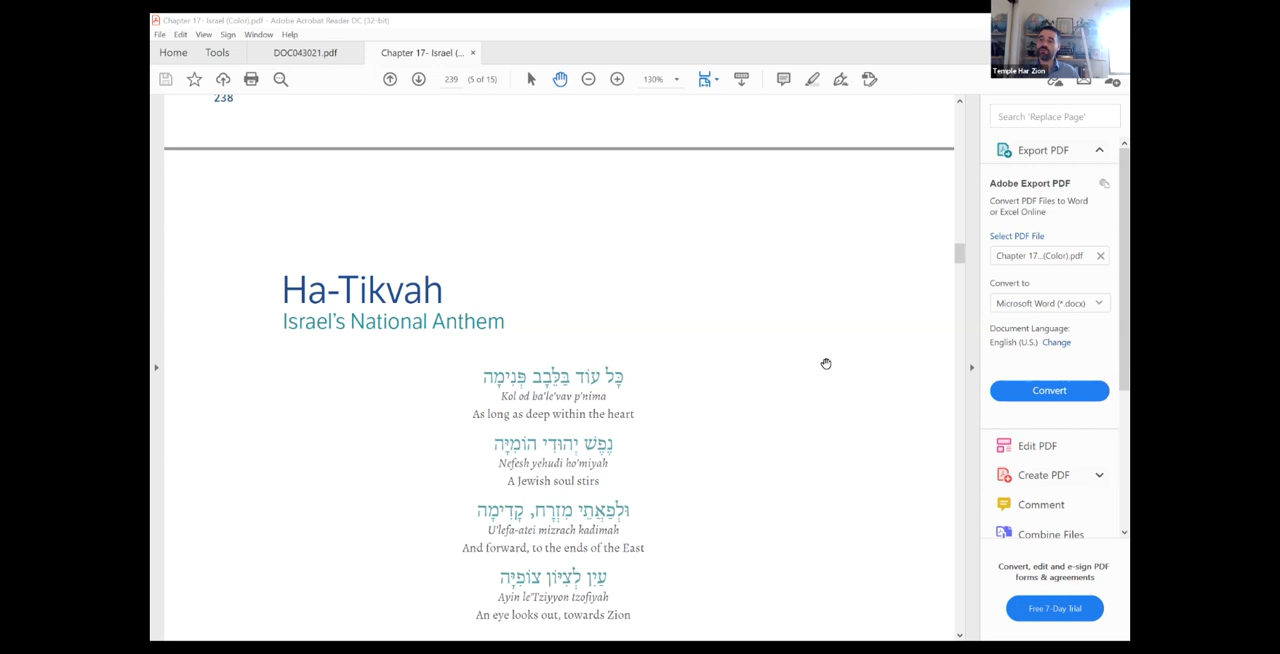 Chapter 17- Israel (Color).pdf - Adobe Acrobat Reader DC (32-bit)
File Edit View Sign Window Help
Home Tools DOC043021.pdf Chapter 17- Israel (... ×
239 (5 of 15) 130%
Temple Har Zion
238
Ha-Tikvah
Israel's National Anthem
כָּל עוֹד בַּלֵּבָב פְּנִימָה
Kol od ba'le'vav p'nima
As long as deep within the heart
נֶפֶשׁ יְהוּדִי הוֹמִיָּה
Nefesh yehudi ho'miyah
A Jewish soul stirs
וּלְפַאֲתֵי מִזְרָח, קָדִימָה
U'lefa-atei mizrach kadimah
And forward, to the ends of the East
עַיִן לְצִיּוֹן צוֹפִיָּה
Ayin le'Tziyyon tzofiyah
An eye looks out, towards Zion
Search 'Replace Page'
Export PDF
Adobe Export PDF
Convert PDF Files to Word
or Excel Online
Select PDF File
Chapter 17...(Color).pdf
Convert to
Microsoft Word (*.docx)
Document Language:
English (U.S.) Change
Convert
Edit PDF
Create PDF
Comment
Combine Files
Convert, edit and e-sign PDF
forms & agreements
Free 7-Day Trial